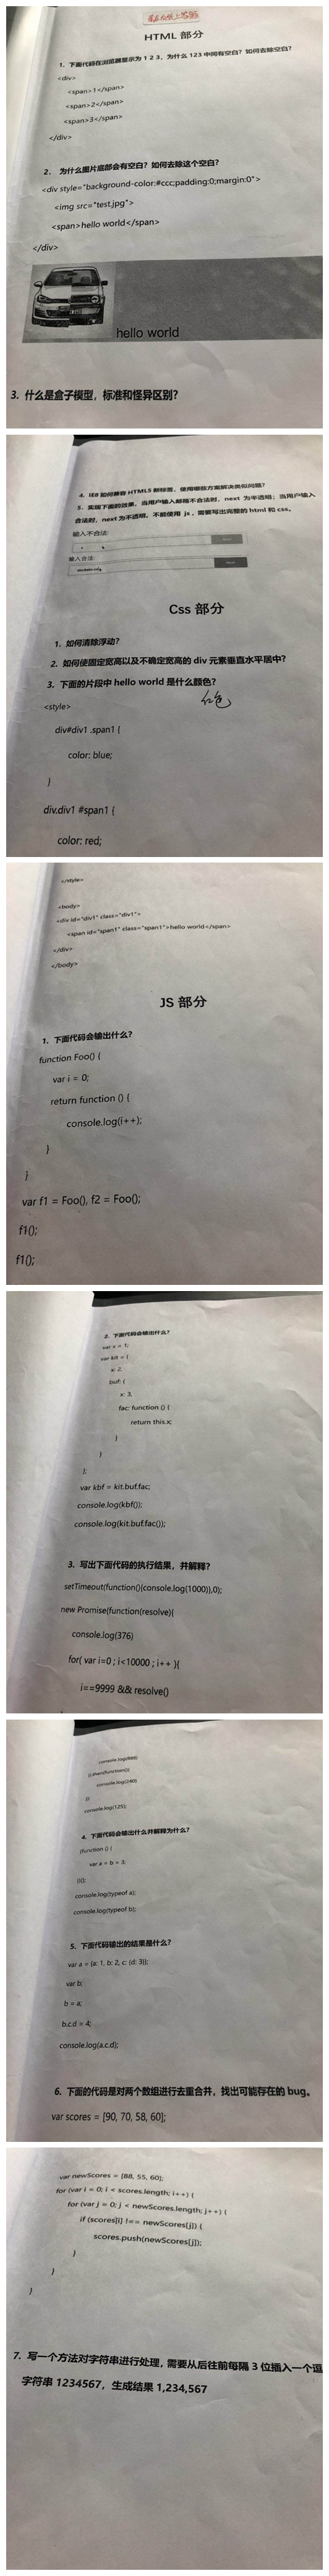 HTML 部分
1. 下面代码在浏览器显示为 1 2 3，为什么 123 中间有空白？如何去除空白？
<div>
<span>1</span>
<span>2</span>
<span>3</span>
</div>
2. 为什么图片底部会有空白？如何去除这个空白？
<div style="background-color:#ccc;padding:0;margin:0">
<img src="test.jpg">
<span>hello world</span>
</div>
hello world
3. 什么是盒子模型，标准和怪异区别？
4. IE8 如何兼容 HTML5 新标签，使用哪些方案解决类似问题？
5. 实现下面的效果，当用户输入邮箱不合法时，next 为半透明；当用户输入
合法时，next 为不透明。不能使用 js，需要写出完整的 html 和 css。
输入不合法:
输入合法:
Css 部分
1. 如何清除浮动？
2. 如何使固定宽高以及不确定宽高的 div 元素垂直水平居中？
3. 下面的片段中 hello world 是什么颜色？
红色
<style>
div#div1 .span1 {
color: blue;
}
div.div1 #span1 {
color: red;
</style>
<body>
<div id="div1" class="div1">
<span id="span1" class="span1">hello world</span>
</div>
</body>
JS 部分
1. 下面代码会输出什么？
function Foo() {
var i = 0;
return function () {
console.log(i++);
}
}
var f1 = Foo(), f2 = Foo();
f1();
f1();
2. 下面代码会输出什么？
var x = 1;
var kit = {
x: 2,
buf: {
x: 3,
fac: function () {
return this.x;
}
}
};
var kbf = kit.buf.fac;
console.log(kbf());
console.log(kit.buf.fac());
3. 写出下面代码的执行结果，并解释？
setTimeout(function(){console.log(1000)},0);
new Promise(function(resolve){
console.log(376)
for( var i=0 ; i<10000 ; i++ ){
i==9999 && resolve()
console.log(888)
}).then(function(){
console.log(240)
})
console.log(125);
4. 下面代码会输出什么并解释为什么？
(function () {
var a = b = 3;
})();
console.log(typeof a);
console.log(typeof b);
5. 下面代码输出的结果是什么？
var a = {a: 1, b: 2, c: {d: 3}};
var b;
b = a;
b.c.d = 4;
console.log(a.c.d);
6. 下面的代码是对两个数组进行去重合并，找出可能存在的 bug。
var scores = [90, 70, 58, 60];
var newScores = [88, 55, 60];
for (var i = 0; i < scores.length; i++) {
for (var j = 0; j < newScores.length; j++) {
if (scores[i] !== newScores[j]) {
scores.push(newScores[j]);
}
}
}
7. 写一个方法对字符串进行处理，需要从后往前每隔 3 位插入一个逗
字符串 1234567，生成结果 1,234,567